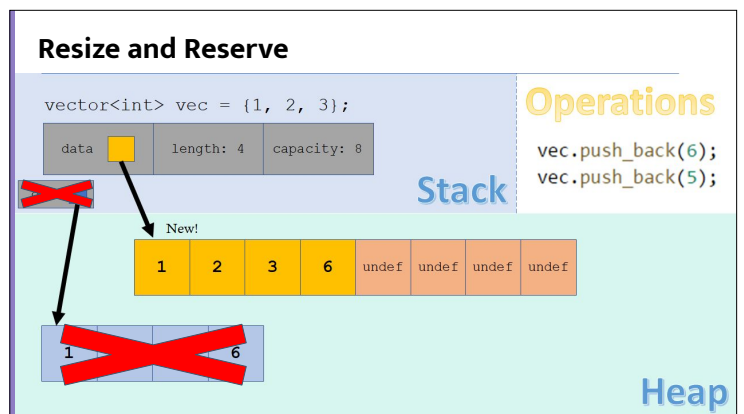 Resize and Reserve
vector<int> vec = {1, 2, 3};
Operations
data length: 4 capacity: 8
vec.push_back(6);
vec.push_back(5);
Stack
New!
1 2 3 6 undef undef undef undef
1 6
Heap